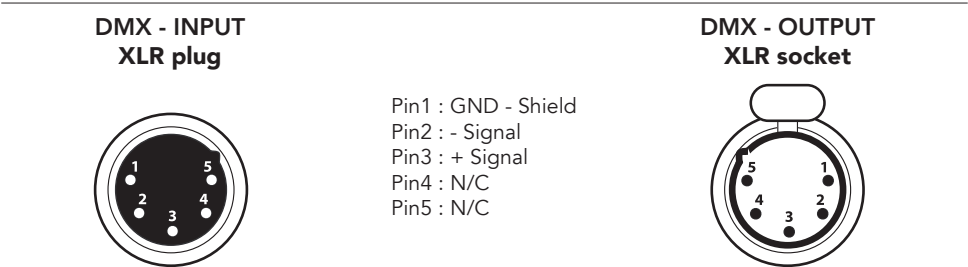 DMX - INPUT
XLR plug
DMX - OUTPUT
XLR socket
Pin1 : GND - Shield
Pin2 : - Signal
Pin3 : + Signal
Pin4 : N/C
Pin5 : N/C
1 5
2 4
3
5 1
4 2
3